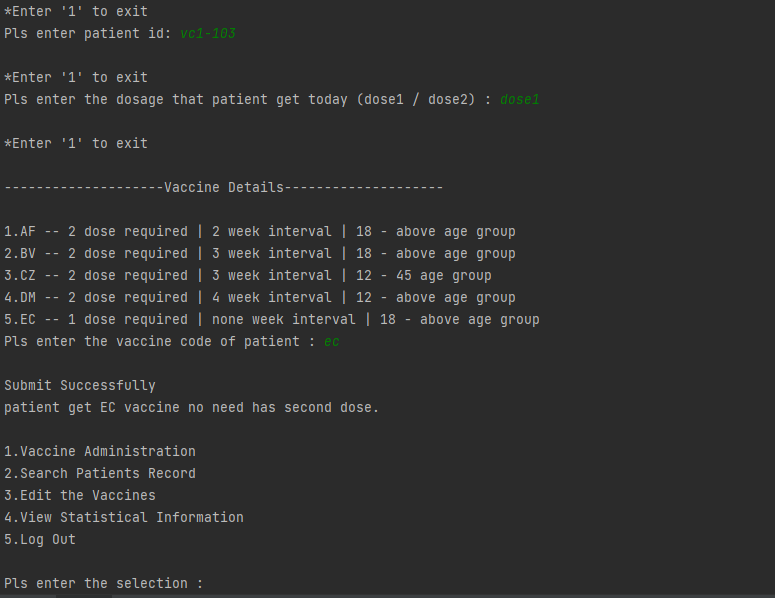 *Enter '1' to exit
Pls enter patient id: vc1-103
*Enter '1' to exit
Pls enter the dosage that patient get today (dose1 / dose2) : dose1
*Enter '1' to exit
--------------------Vaccine Details--------------------
1.AF -- 2 dose required | 2 week interval | 18 - above age group
2.BV -- 2 dose required | 3 week interval | 18 - above age group
3.CZ -- 2 dose required | 3 week interval | 12 - 45 age group
4.DM -- 2 dose required | 4 week interval | 12 - above age group
5.EC -- 1 dose required | none week interval | 18 - above age group
Pls enter the vaccine code of patient : ec
Submit Successfully
patient get EC vaccine no need has second dose.
1.Vaccine Administration
2.Search Patients Record
3.Edit the Vaccines
4.View Statistical Information
5.Log Out
Pls enter the selection :